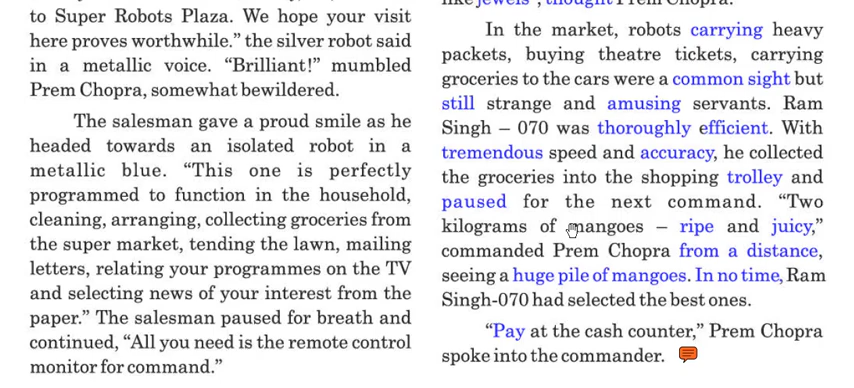 to Super Robots Plaza. We hope your visit
here proves worthwhile.” the silver robot said
in a metallic voice. “Brilliant!” mumbled
Prem Chopra, somewhat bewildered.
The salesman gave a proud smile as he
headed towards an isolated robot in a
metallic blue. “This one is perfectly
programmed to function in the household,
cleaning, arranging, collecting groceries from
the super market, tending the lawn, mailing
letters, relating your programmes on the TV
and selecting news of your interest from the
paper.” The salesman paused for breath and
continued, “All you need is the remote control
monitor for command.”
like jewels”, thought Prem Chopra.
In the market, robots carrying heavy
packets, buying theatre tickets, carrying
groceries to the cars were a common sight but
still strange and amusing servants. Ram
Singh – 070 was thoroughly efficient. With
tremendous speed and accuracy, he collected
the groceries into the shopping trolley and
paused for the next command. “Two
kilograms of mangoes – ripe and juicy,”
commanded Prem Chopra from a distance,
seeing a huge pile of mangoes. In no time, Ram
Singh-070 had selected the best ones.
“Pay at the cash counter,” Prem Chopra
spoke into the commander.